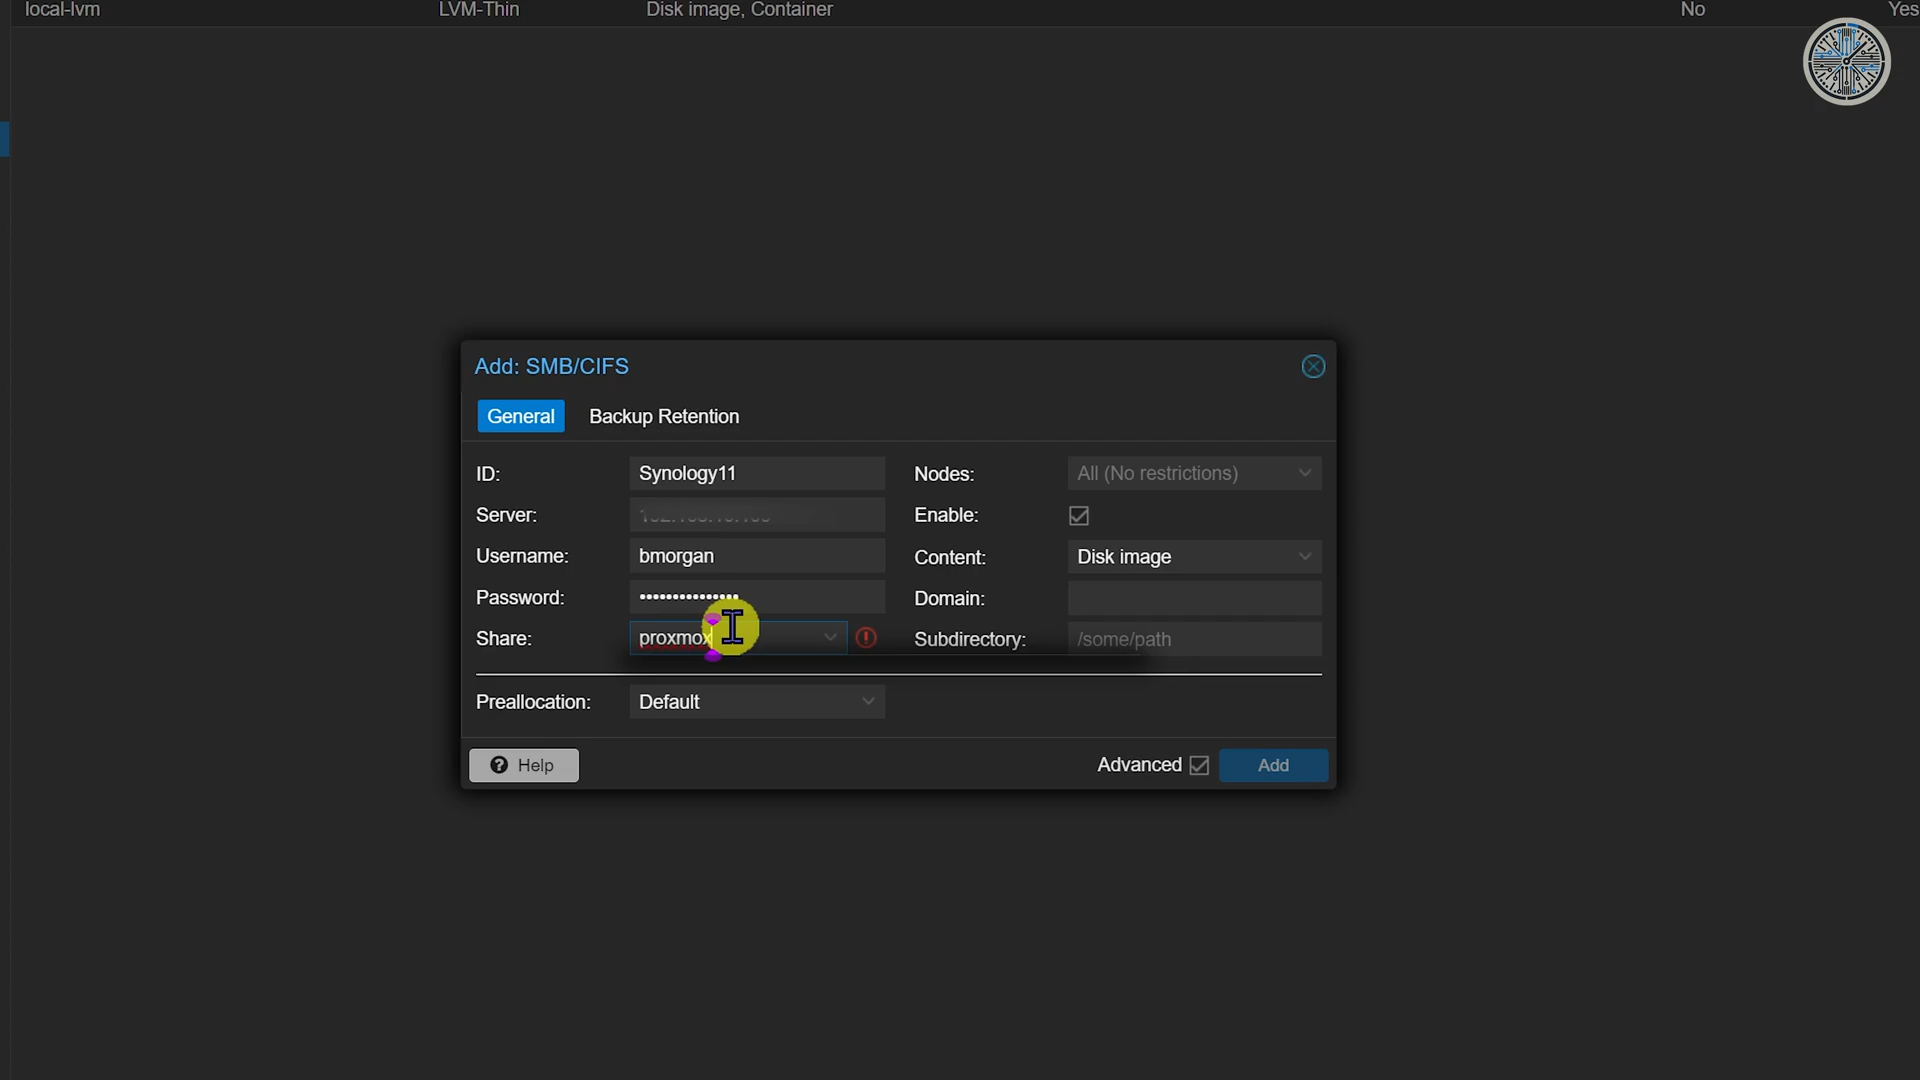 local-lvm LVM-Thin Disk image, Container No Yes
Add: SMB/CIFS
General Backup Retention
ID: Synology11 Nodes: All (No restrictions)
Server: Enable:
Username: bmorgan Content: Disk image
Password: ••••••••••••••• Domain:
Share: proxmox Subdirectory: /some/path
Preallocation: Default
Help Advanced Add